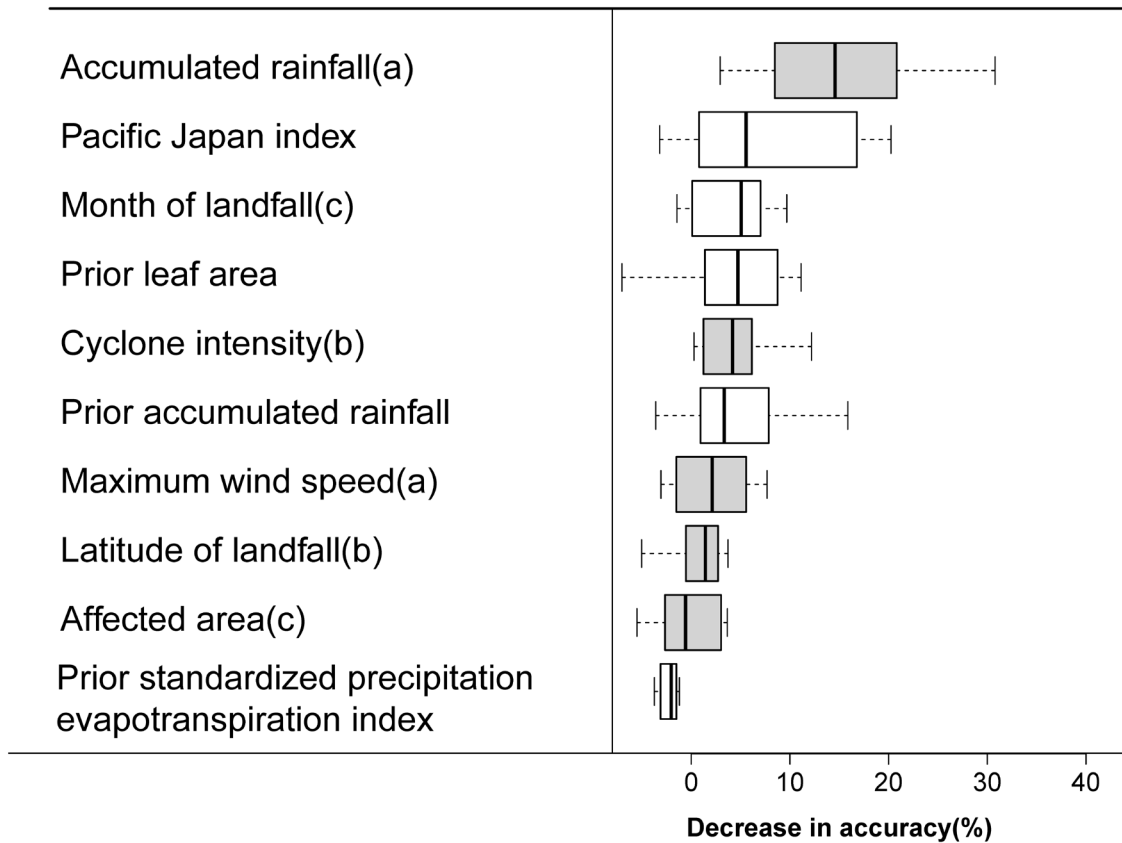 Accumulated rainfall(a)
Pacific Japan index
Month of landfall(c)
Prior leaf area
Cyclone intensity(b)
Prior accumulated rainfall
Maximum wind speed(a)
Latitude of landfall(b)
Affected area(c)
Prior standardized precipitation
evapotranspiration index
0 10 20 30 40
Decrease in accuracy(%)